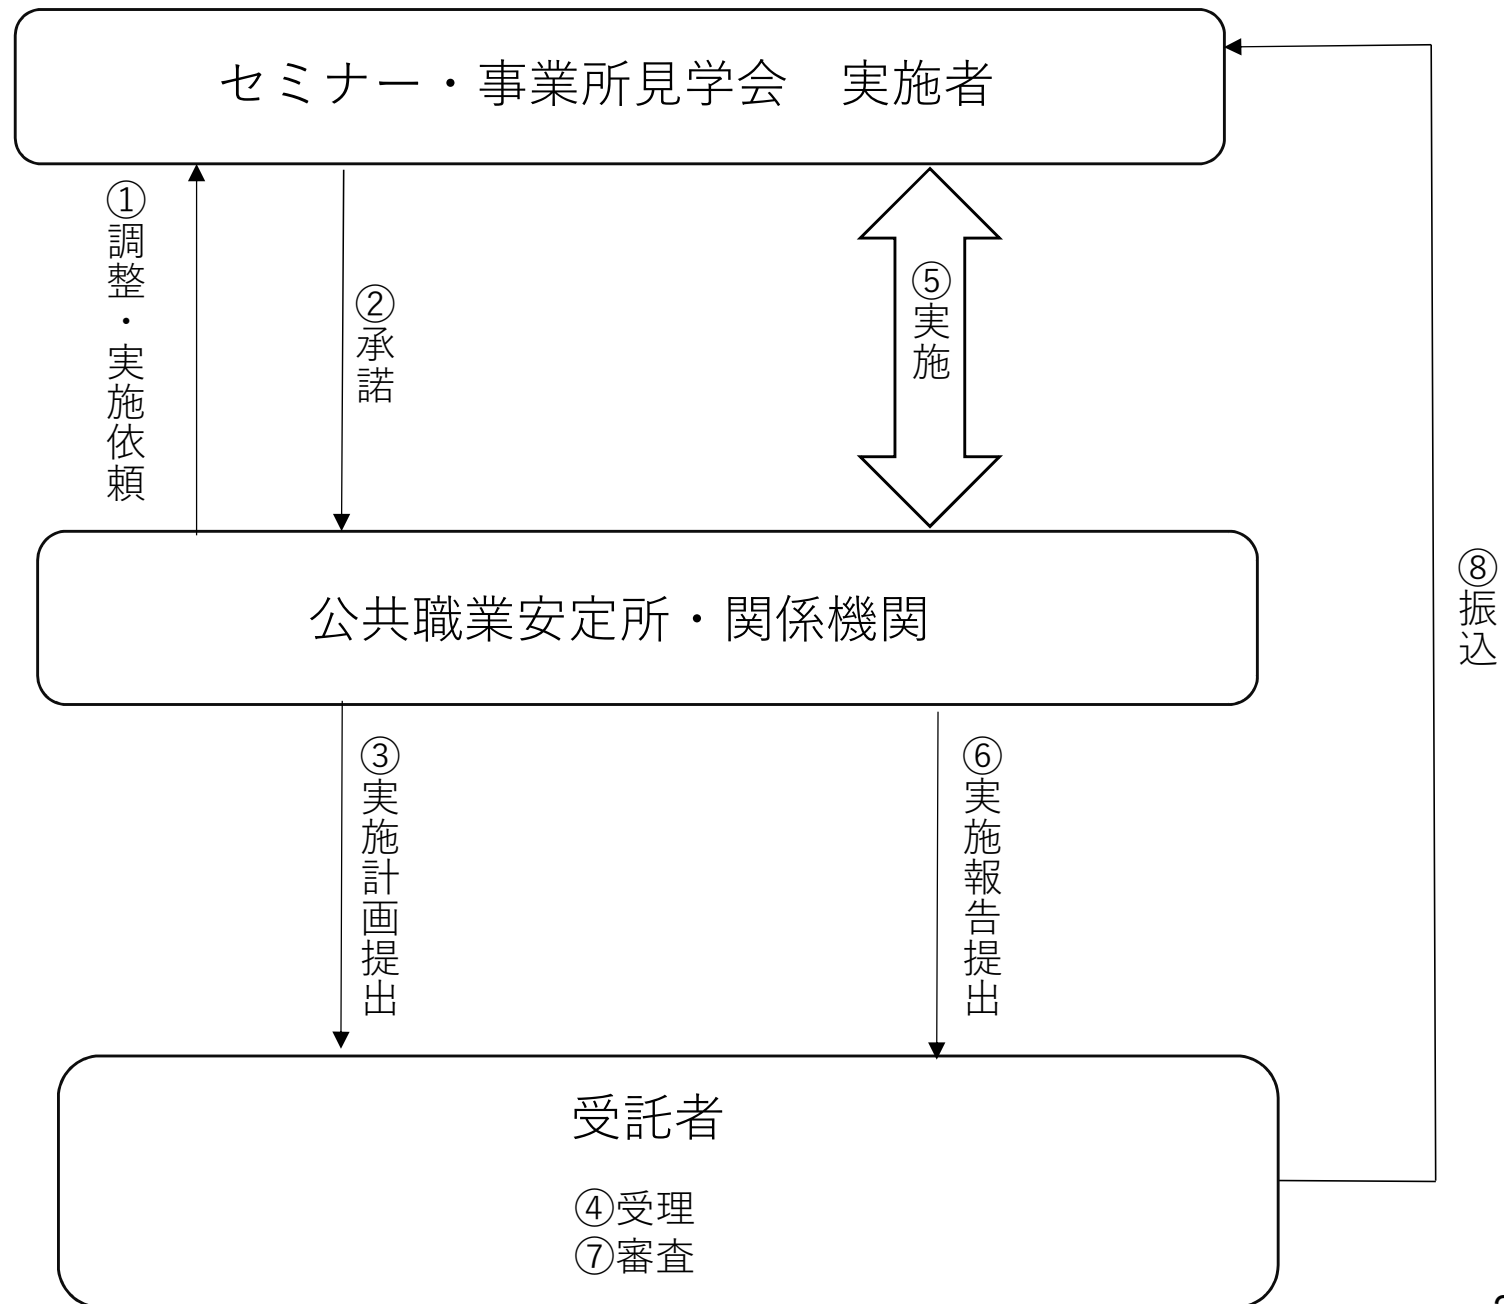 セミナー・事業所見学会　実施者
①調整・実施依頼
②承諾
⑤実施
公共職業安定所・関係機関
⑧振込
③実施計画提出
⑥実施報告提出
受託者
④受理
⑦審査